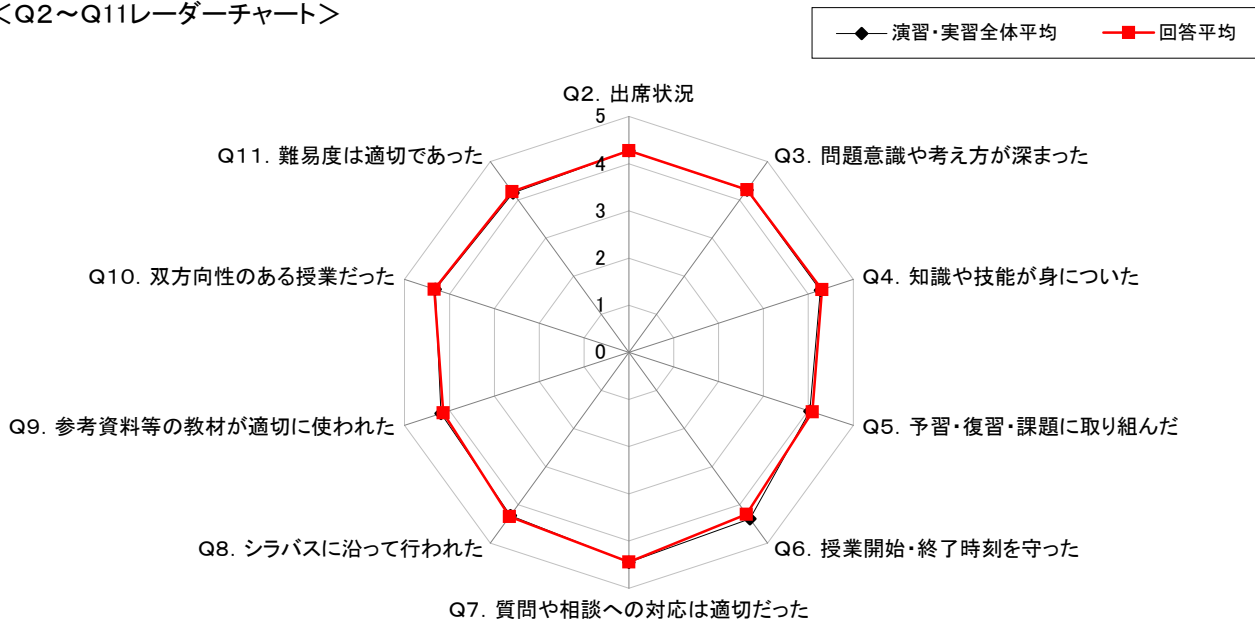 ＜Q2～Q11レーダーチャート＞
演習・実習全体平均
回答平均
Q2. 出席状況
Q3. 問題意識や考え方が深まった
Q4. 知識や技能が身についた
Q5. 予習・復習・課題に取り組んだ
Q6. 授業開始・終了時刻を守った
Q7. 質問や相談への対応は適切だった
Q8. シラバスに沿って行われた
Q9. 参考資料等の教材が適切に使われた
Q10. 双方向性のある授業だった
Q11. 難易度は適切であった
5
4
3
2
1
0